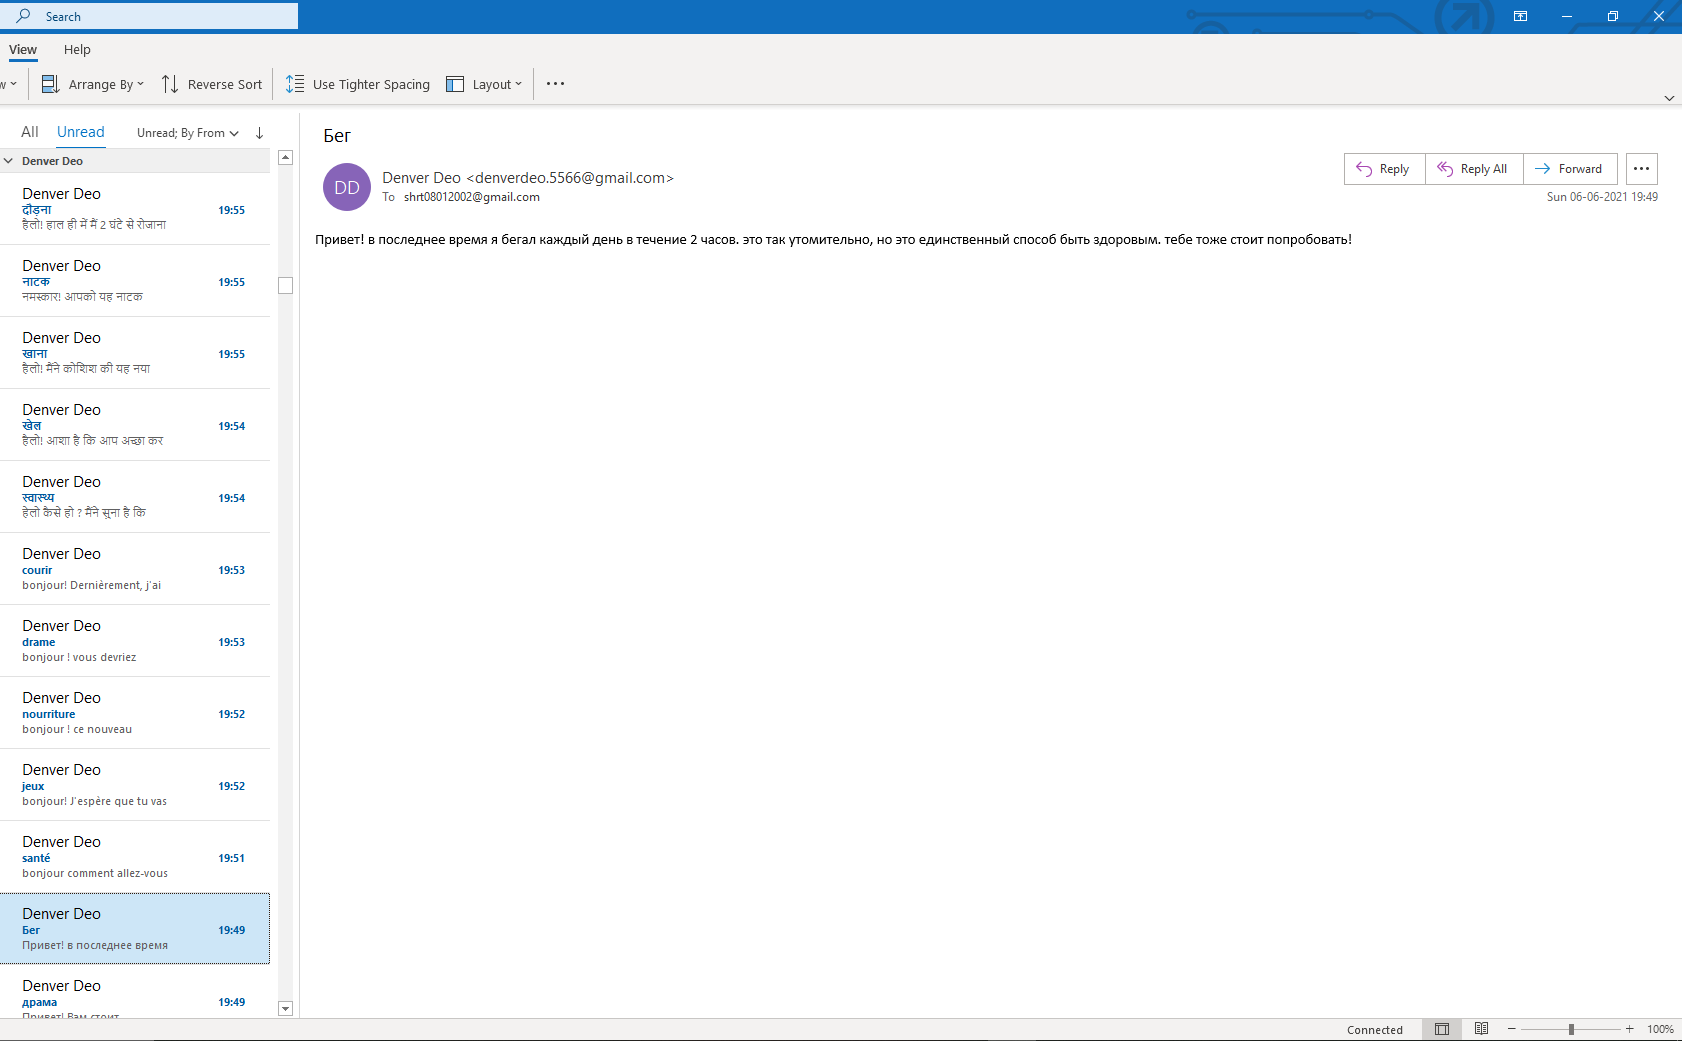 Search
View Help
Arrange By Reverse Sort Use Tighter Spacing Layout
All Unread Unread; By From
Denver Deo
Denver Deo
दौड़ना 19:55
हैलो! हाल ही में मैं 2 घंटे से रोजाना
Denver Deo
नाटक 19:55
नमस्कार! आपको यह नाटक
Denver Deo
खाना 19:55
हैलो! मैंने कोशिश की यह नया
Denver Deo
खेल 19:54
हैलो! आशा है कि आप अच्छा कर
Denver Deo
स्वास्थ्य 19:54
हेलो कैसे हो ? मैंने सुना है कि
Denver Deo
courir 19:53
bonjour! Dernièrement, j'ai
Denver Deo
drame 19:53
bonjour ! vous devriez
Denver Deo
nourriture 19:52
bonjour ! ce nouveau
Denver Deo
jeux 19:52
bonjour! J'espère que tu vas
Denver Deo
santé 19:51
bonjour comment allez-vous
Denver Deo
Бег 19:49
Привет! в последнее время
Denver Deo
драма 19:49
Привет! Вам стоит
Бег
DD
Denver Deo <denverdeo.5566@gmail.com>
To shrt08012002@gmail.com
Reply Reply All Forward
Sun 06-06-2021 19:49
Привет! в последнее время я бегал каждый день в течение 2 часов. это так утомительно, но это единственный способ быть здоровым. тебе тоже стоит попробовать!
Connected 100%